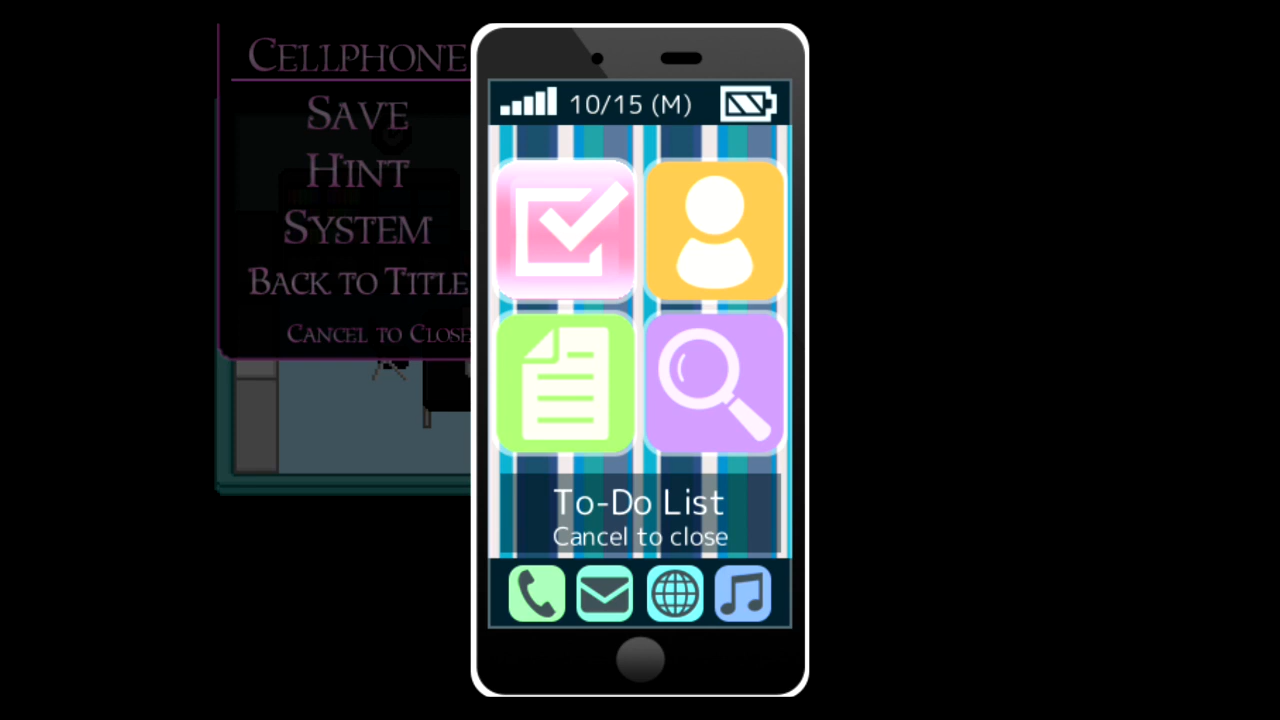 CELLPHONE
SAVE
HINT
SYSTEM
BACK TO TITLE
CANCEL TO CLOSE
10/15 (M)
To-Do List
Cancel to close